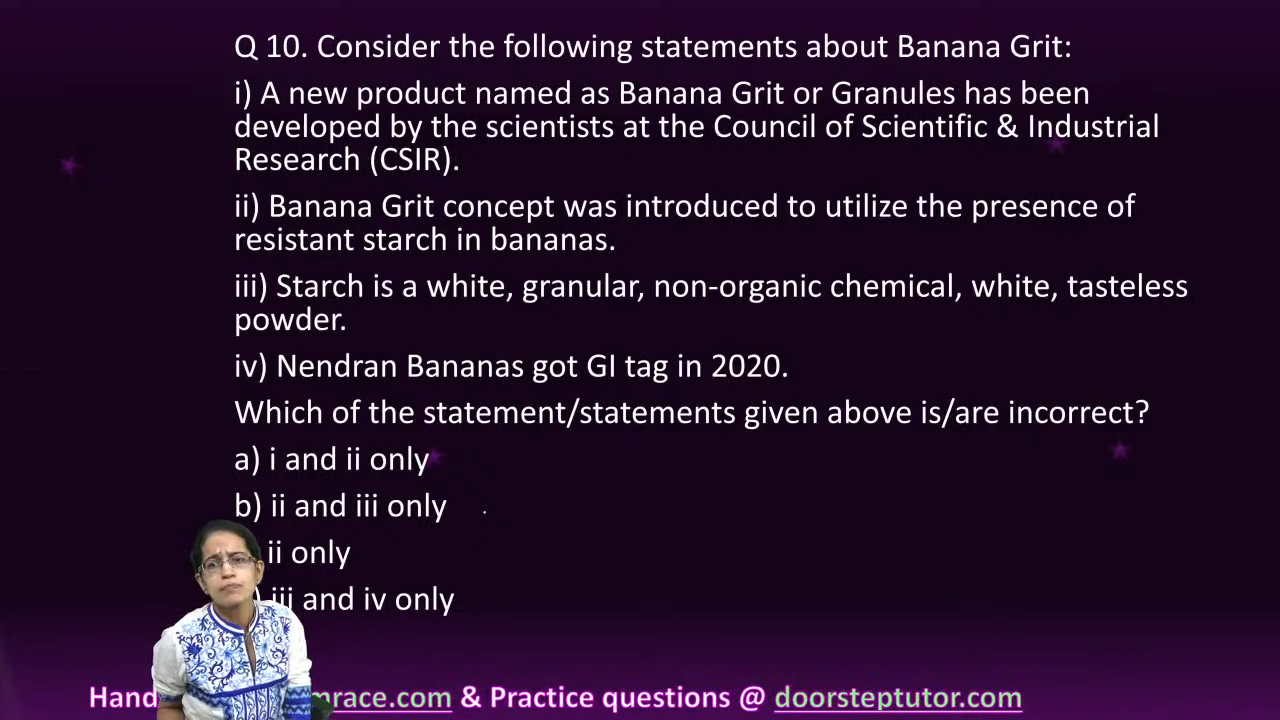 Q 10. Consider the following statements about Banana Grit:
i) A new product named as Banana Grit or Granules has been
developed by the scientists at the Council of Scientific & Industrial
Research (CSIR).
ii) Banana Grit concept was introduced to utilize the presence of
resistant starch in bananas.
iii) Starch is a white, granular, non-organic chemical, white, tasteless
powder.
iv) Nendran Bananas got GI tag in 2020.
Which of the statement/statements given above is/are incorrect?
a) i and ii only
b) ii and iii only
ii only
) iii and iv only
Hand mrace.com & Practice questions @ doorsteptutor.com